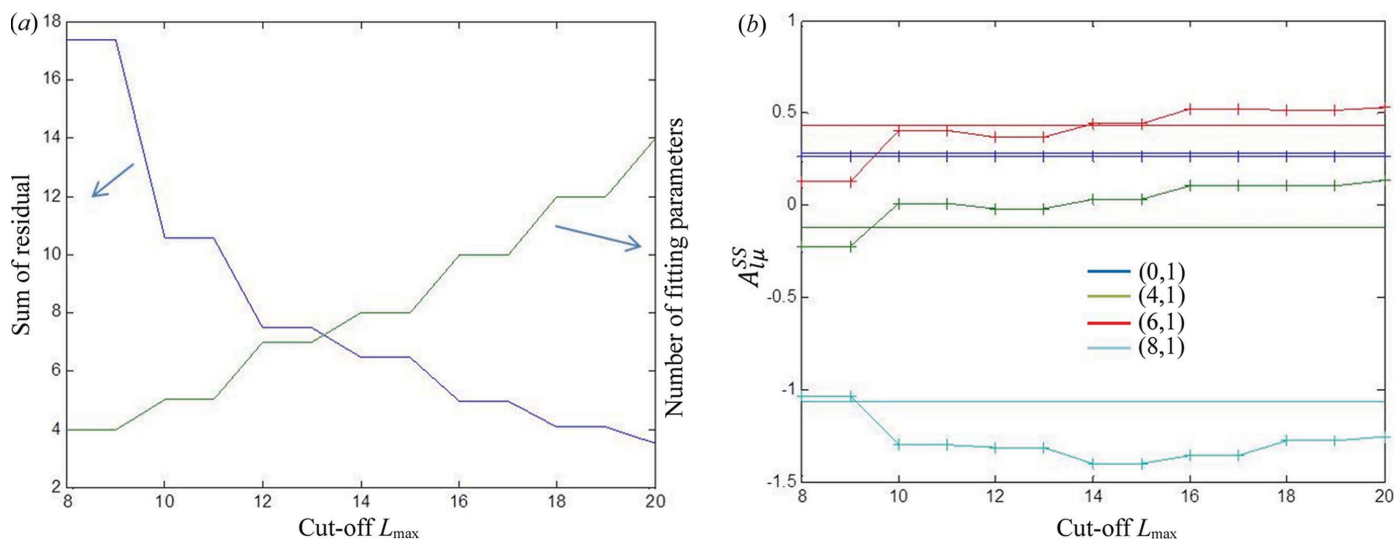 (a)
18
16
14
12
10
8
6
4
2
Sum of residual
8 10 12 14 16 18 20
Cut-off Lmax
Number of fitting parameters
(b)
1
0.5
0
-0.5
-1
-1.5
A^{SS}_{lμ}
(0,1)
(4,1)
(6,1)
(8,1)
8 10 12 14 16 18 20
Cut-off Lmax